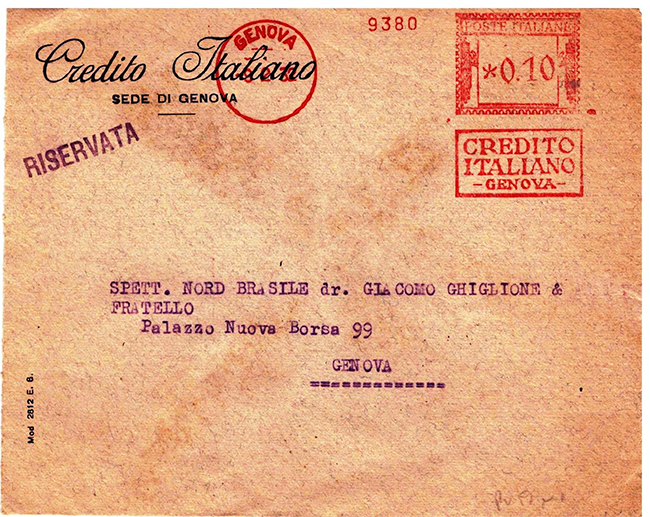 9380
POSTE ITALIANE
*0.10
GENOVA
Credito Italiano
SEDE DI GENOVA
RISERVATA
CREDITO
ITALIANO
-GENOVA-
SPETT. NORD BRASILE dr. GIACOMO GHIGLIONE &
FRATELLO
Palazzo Nuova Borsa 99
GENOVA
=============
Mod 2812 E. 8.